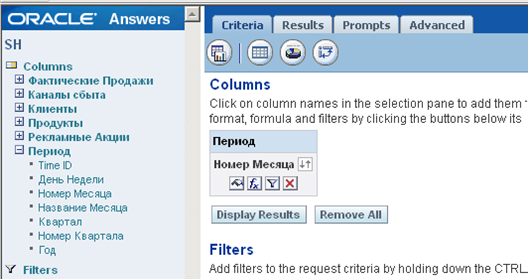 ORACLE Answers
SH
Columns
Фактические Продажи
Каналы сбыта
Клиенты
Продукты
Рекламные Акции
Период
Time ID
День Недели
Номер Месяца
Название Месяца
Квартал
Номер Квартала
Год
Filters
Criteria Results Prompts Advanced
Columns
Click on column names in the selection pane to add them
format, formula and filters by clicking the buttons below its
Период
Номер Месяца
Display Results Remove All
Filters
Add filters to the request criteria by holding down the CTRL